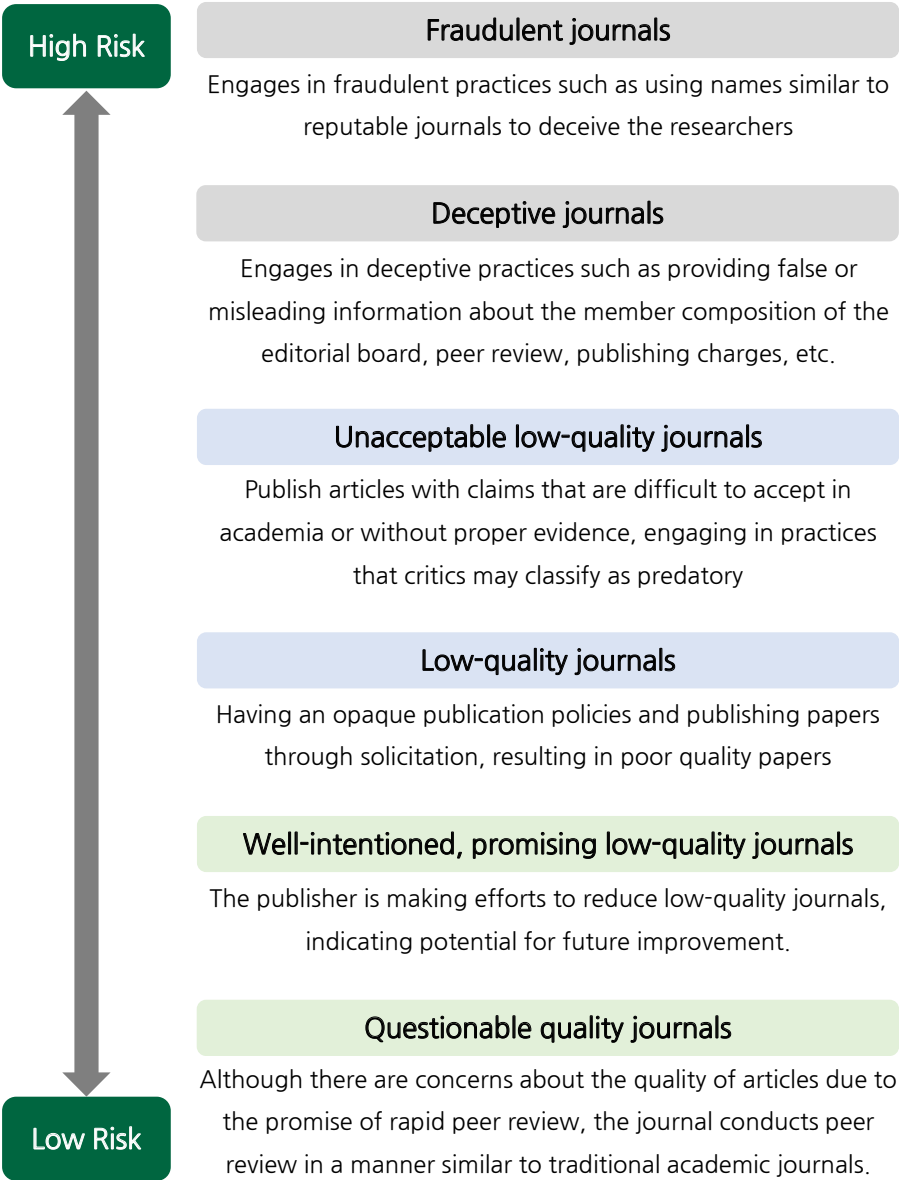 High Risk
Fraudulent journals
Engages in fraudulent practices such as using names similar to
reputable journals to deceive the researchers
Deceptive journals
Engages in deceptive practices such as providing false or
misleading information about the member composition of the
editorial board, peer review, publishing charges, etc.
Unacceptable low-quality journals
Publish articles with claims that are difficult to accept in
academia or without proper evidence, engaging in practices
that critics may classify as predatory
Low-quality journals
Having an opaque publication policies and publishing papers
through solicitation, resulting in poor quality papers
Well-intentioned, promising low-quality journals
The publisher is making efforts to reduce low-quality journals,
indicating potential for future improvement.
Questionable quality journals
Although there are concerns about the quality of articles due to
the promise of rapid peer review, the journal conducts peer
review in a manner similar to traditional academic journals.
Low Risk